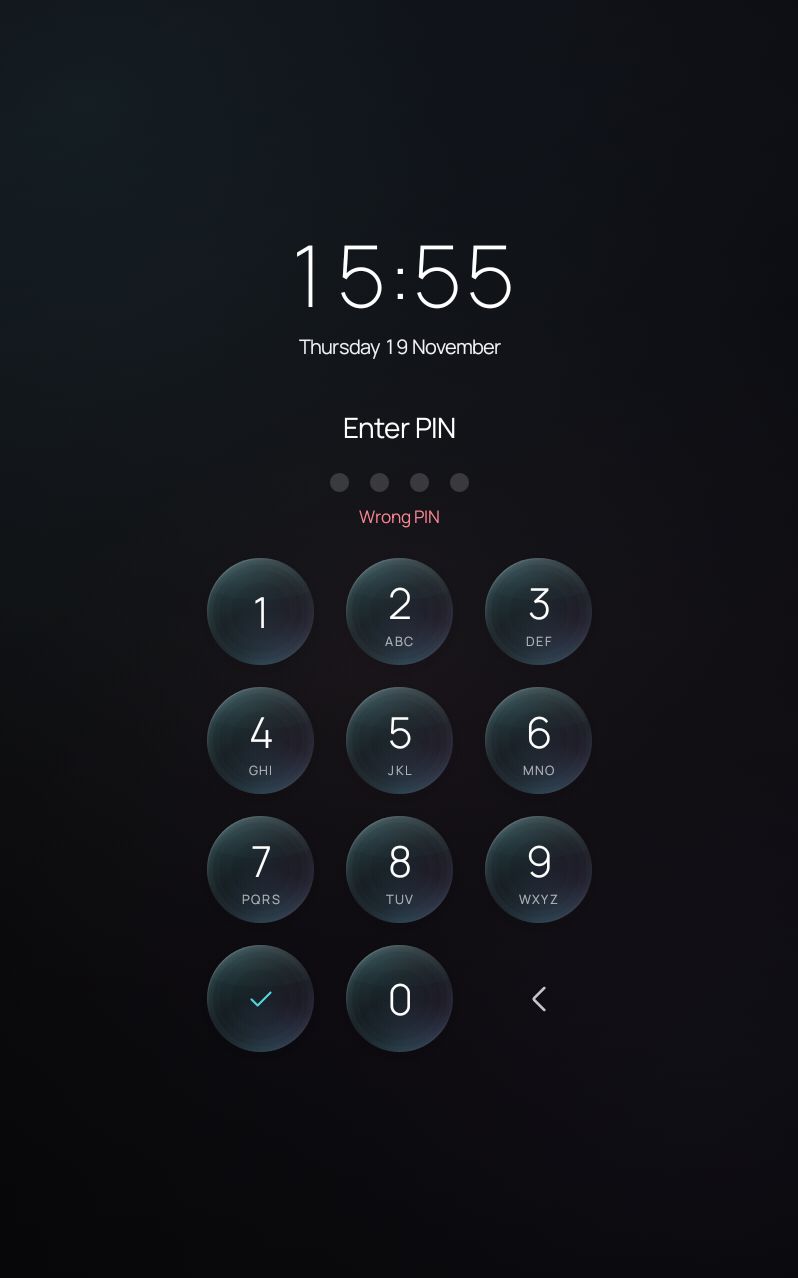 15:55
Thursday 19 November
Enter PIN
Wrong PIN
1 2 3
ABC DEF
4 5 6
GHI JKL MNO
7 8 9
PQRS TUV WXYZ
0